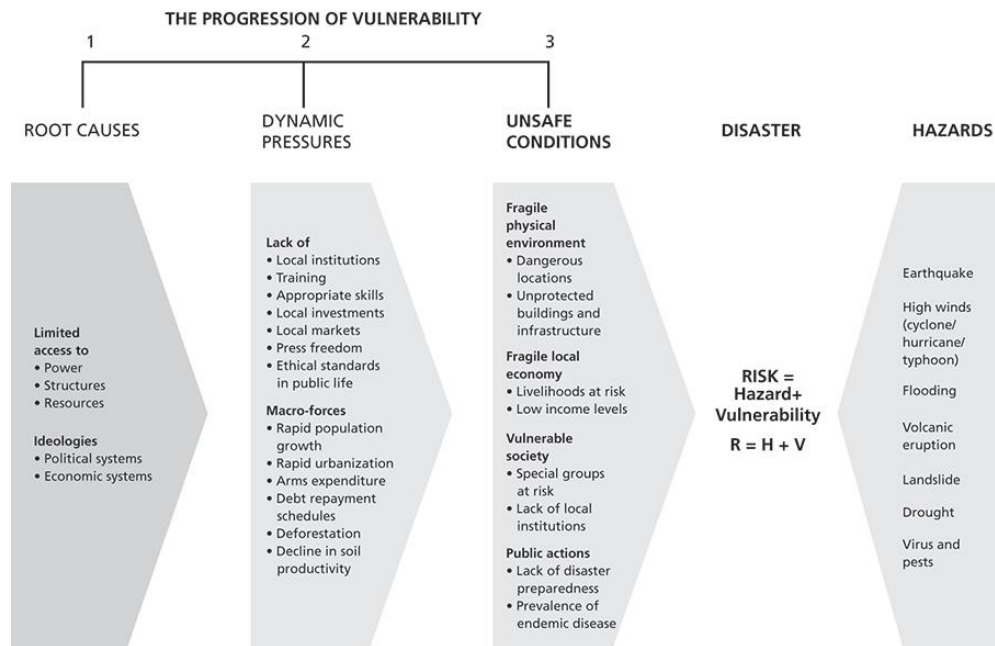 THE PROGRESSION OF VULNERABILITY
1
2
3
ROOT CAUSES
DYNAMIC
PRESSURES
UNSAFE
CONDITIONS
DISASTER
HAZARDS
Limited
access to
• Power
• Structures
• Resources
Ideologies
• Political systems
• Economic systems
Lack of
• Local institutions
• Training
• Appropriate skills
• Local investments
• Local markets
• Press freedom
• Ethical standards
in public life
Macro-forces
• Rapid population
growth
• Rapid urbanization
• Arms expenditure
• Debt repayment
schedules
• Deforestation
• Decline in soil
productivity
Fragile
physical
environment
• Dangerous
locations
• Unprotected
buildings and
infrastructure
Fragile local
economy
• Livelihoods at risk
• Low income levels
Vulnerable
society
• Special groups
at risk
• Lack of local
institutions
Public actions
• Lack of disaster
preparedness
• Prevalence of
endemic disease
RISK =
Hazard+
Vulnerability
R = H + V
Earthquake
High winds
(cyclone/
hurricane/
typhoon)
Flooding
Volcanic
eruption
Landslide
Drought
Virus and
pests